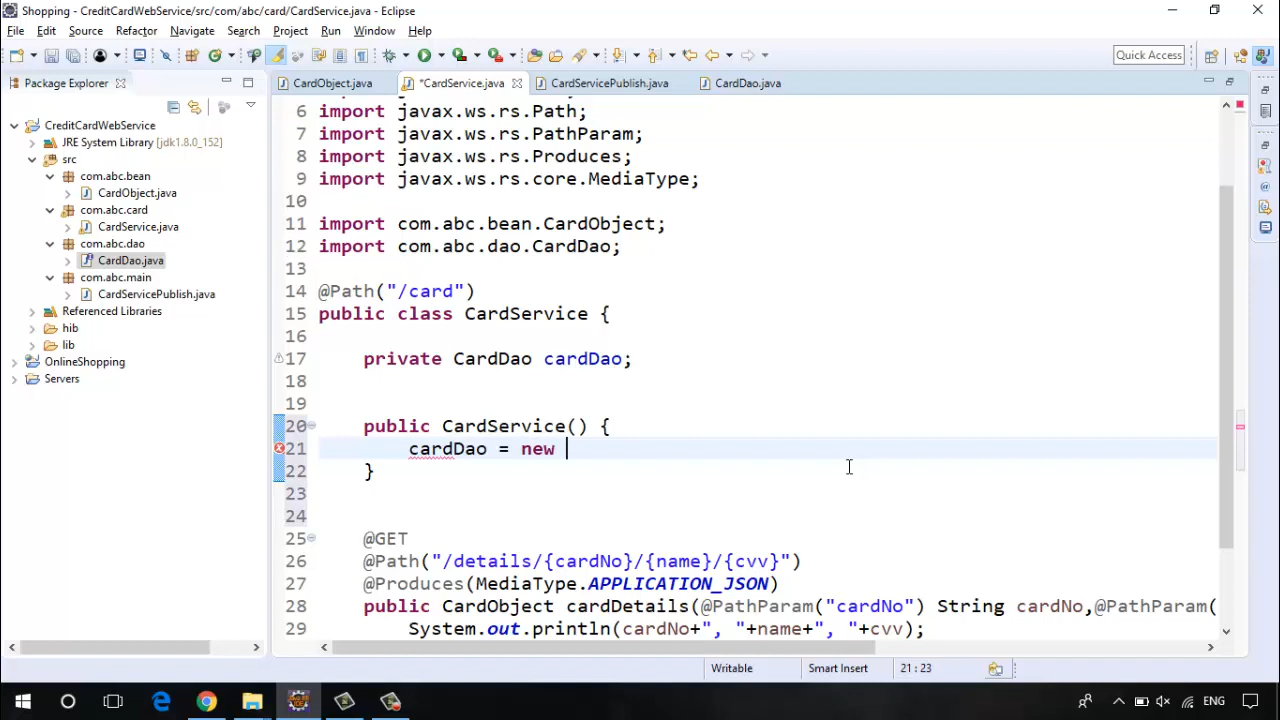 Shopping - CreditCardWebService/src/com/abc/card/CardService.java - Eclipse
File Edit Source Refactor Navigate Search Project Run Window Help
Quick Access
Package Explorer
CardObject.java *CardService.java CardServicePublish.java CardDao.java
CreditCardWebService
JRE System Library [jdk1.8.0_152]
src
com.abc.bean
CardObject.java
com.abc.card
CardService.java
com.abc.dao
CardDao.java
com.abc.main
CardServicePublish.java
Referenced Libraries
hib
lib
OnlineShopping
Servers
6 import javax.ws.rs.Path;
7 import javax.ws.rs.PathParam;
8 import javax.ws.rs.Produces;
9 import javax.ws.rs.core.MediaType;
10
11 import com.abc.bean.CardObject;
12 import com.abc.dao.CardDao;
13
14 @Path("/card")
15 public class CardService {
16
17 private CardDao cardDao;
18
19
20 public CardService() {
21 cardDao = new
22 }
23
24
25 @GET
26 @Path("/details/{cardNo}/{name}/{cvv}")
27 @Produces(MediaType.APPLICATION_JSON)
28 public CardObject cardDetails(@PathParam("cardNo") String cardNo,@PathParam(
29 System.out.println(cardNo+", "+name+", "+cvv);
Writable Smart Insert 21 : 23
ENG